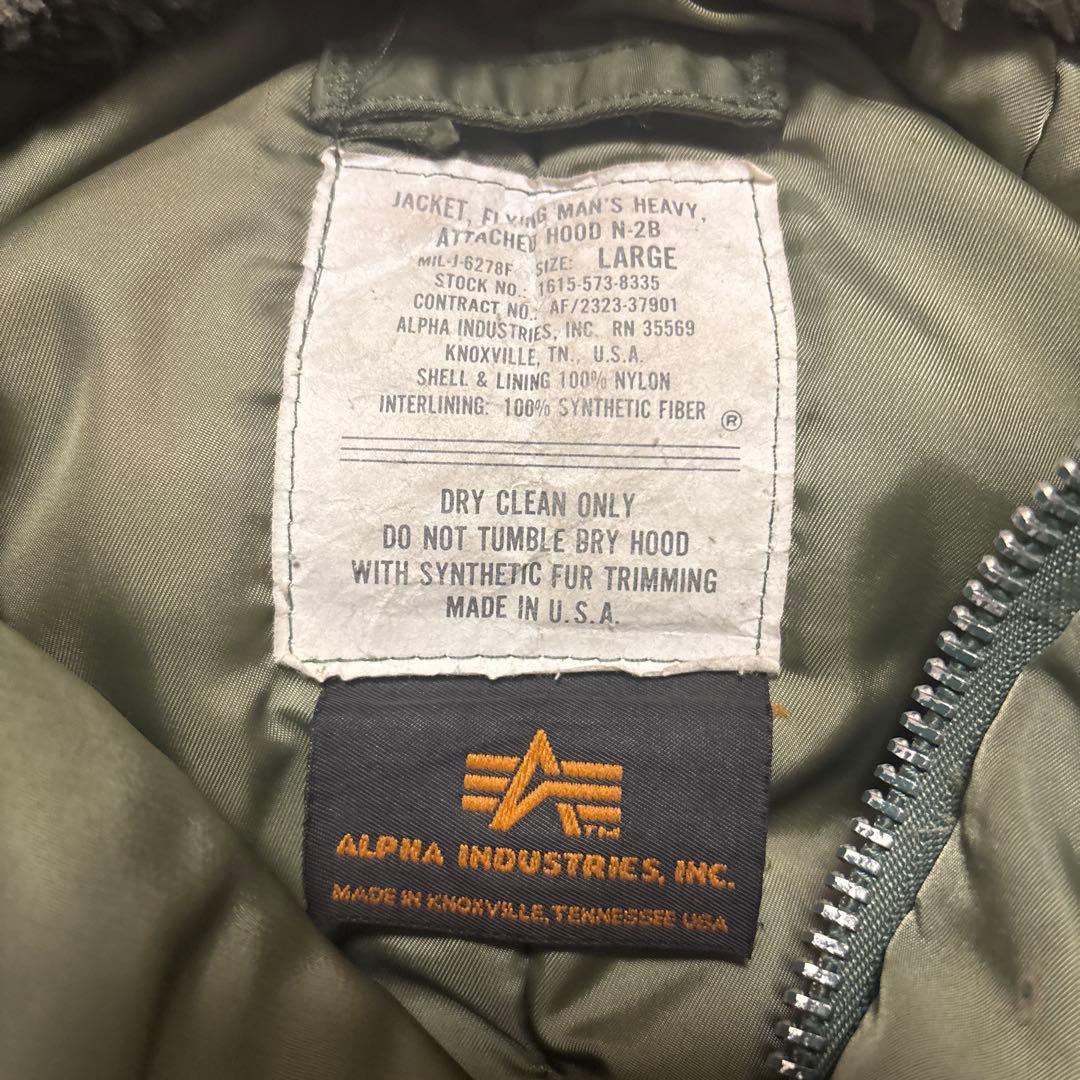 JACKET, FLYING MAN'S HEAVY,
ATTACHED HOOD N-2B
MIL-J-6278F SIZE: LARGE
STOCK NO.: 1615-573-8335
CONTRACT NO.: AF/2323-37901
ALPHA INDUSTRIES, INC. RN 35569
KNOXVILLE, TN., U.S.A.
SHELL & LINING 100% NYLON
INTERLINING: 100% SYNTHETIC FIBER ®
DRY CLEAN ONLY
DO NOT TUMBLE DRY HOOD
WITH SYNTHETIC FUR TRIMMING
MADE IN U.S.A.
TM
ALPHA INDUSTRIES, INC.
MADE IN KNOXVILLE, TENNESSEE USA